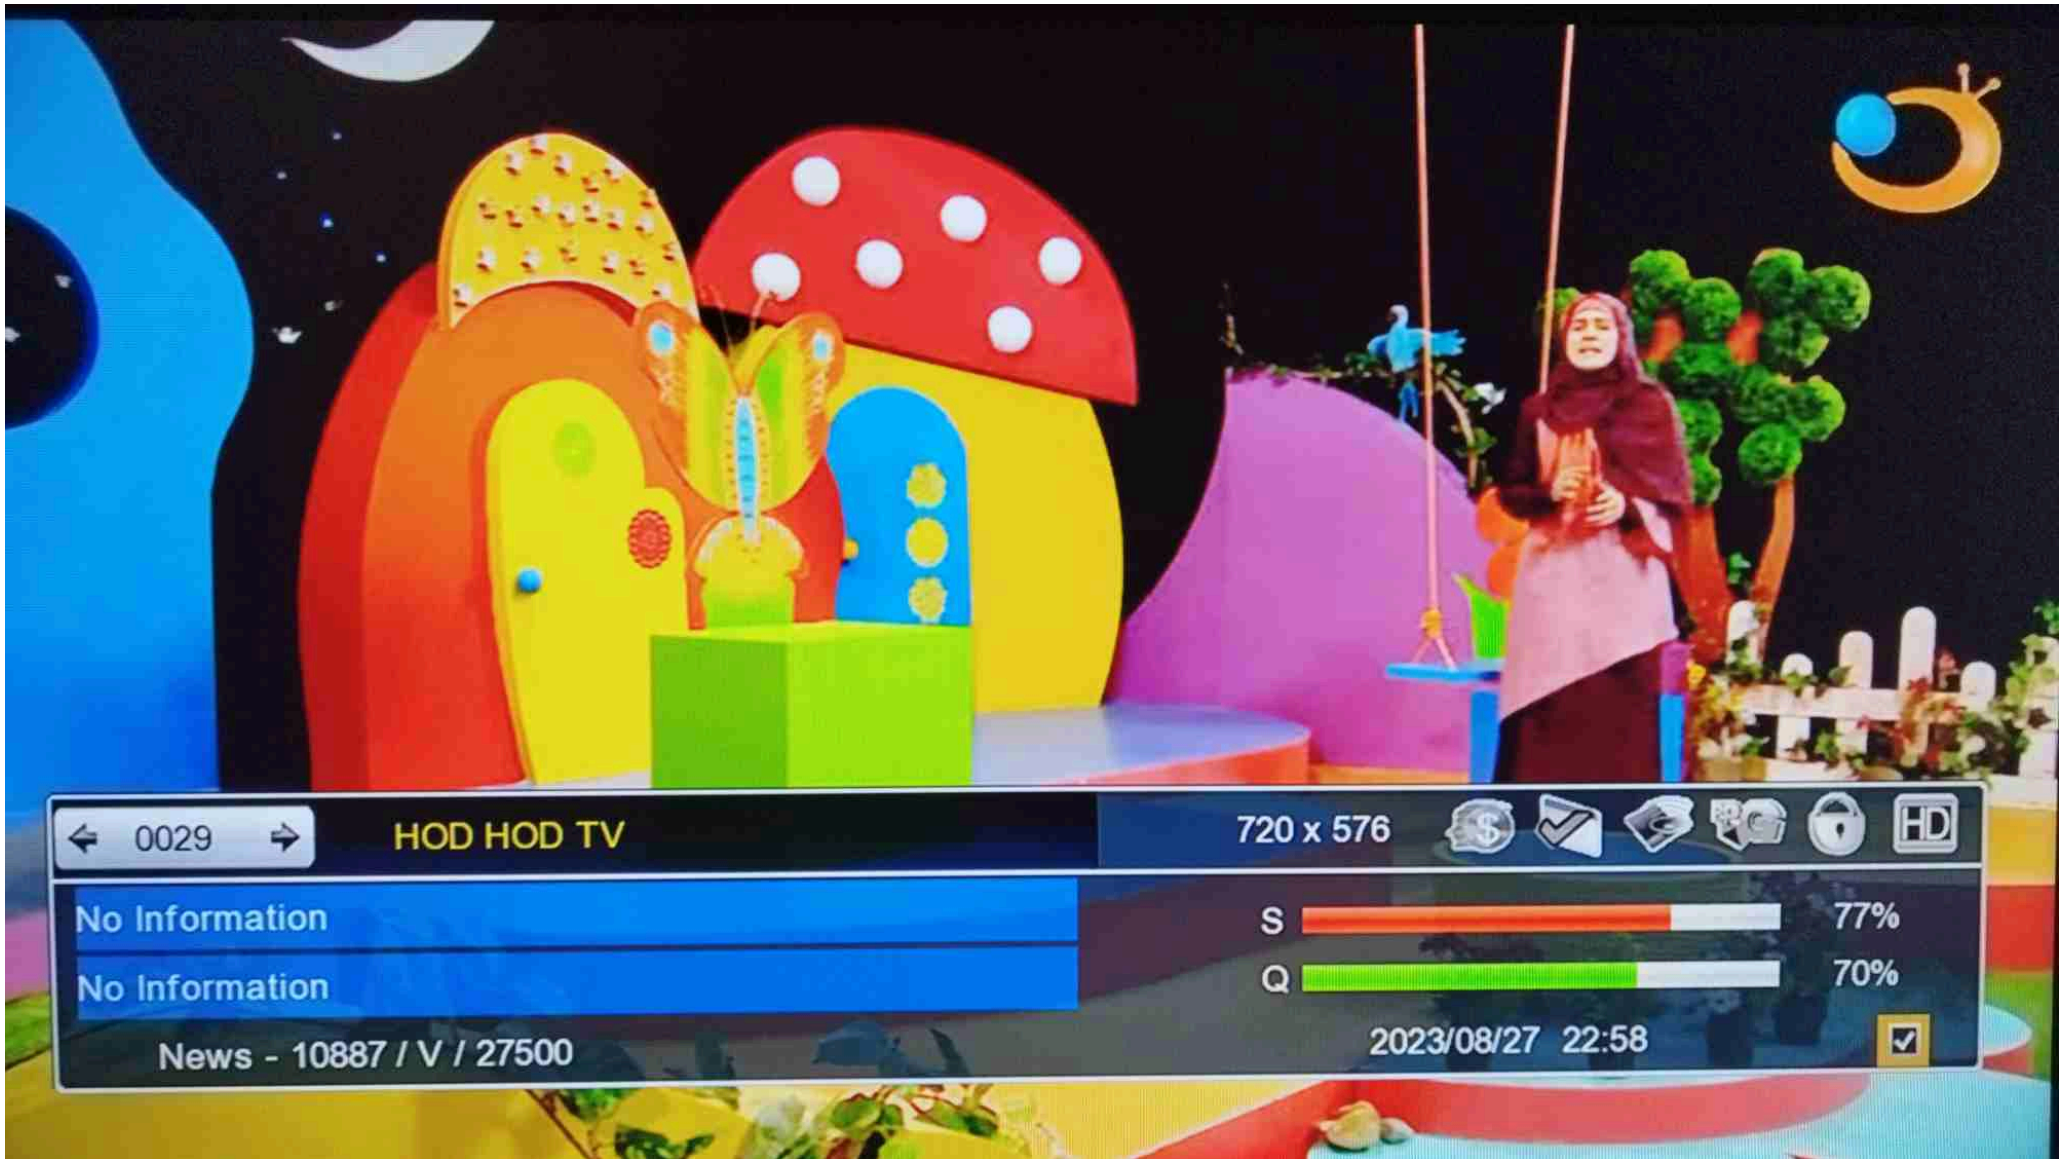 0029 HOD HOD TV 720 x 576 $ HD
No Information S 77%
No Information Q 70%
News - 10887 / V / 27500 2023/08/27 22:58